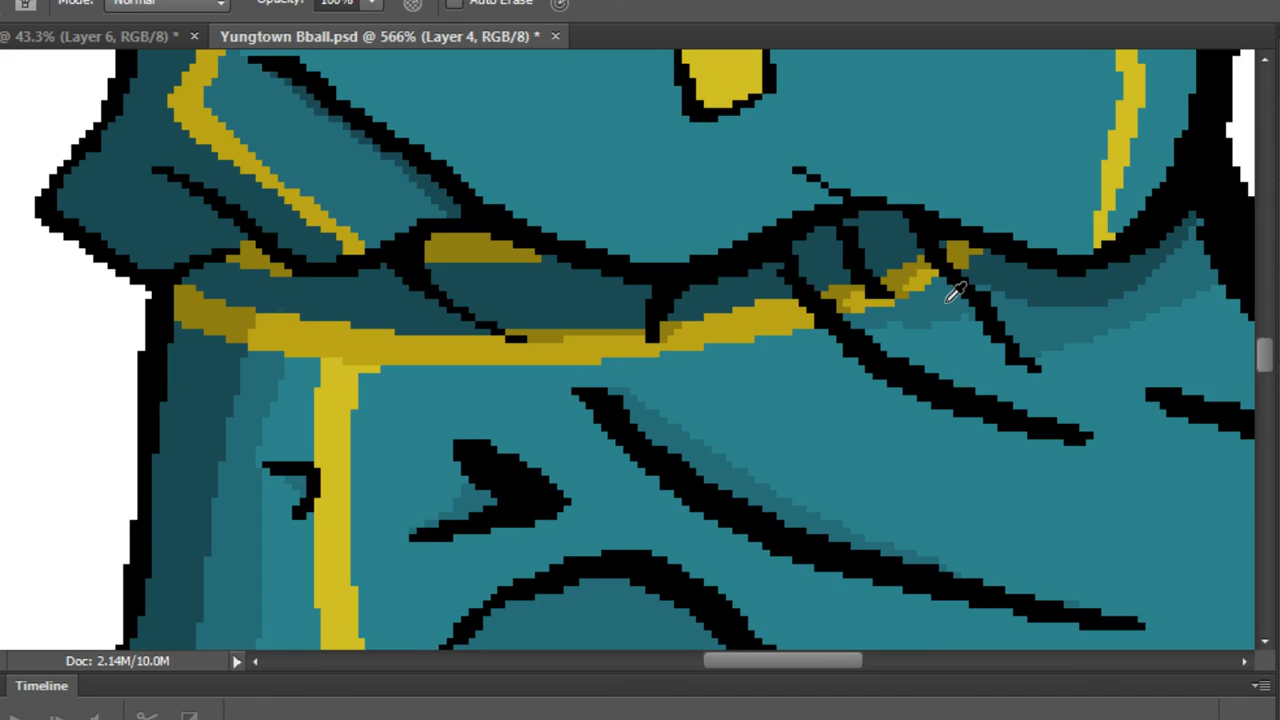 Mode: Normal Opacity: 100% Auto Erase
@ 43.3% (Layer 6, RGB/8) * × Yungtown Bball.psd @ 566% (Layer 4, RGB/8) * ×
Doc: 2.14M/10.0M
Timeline